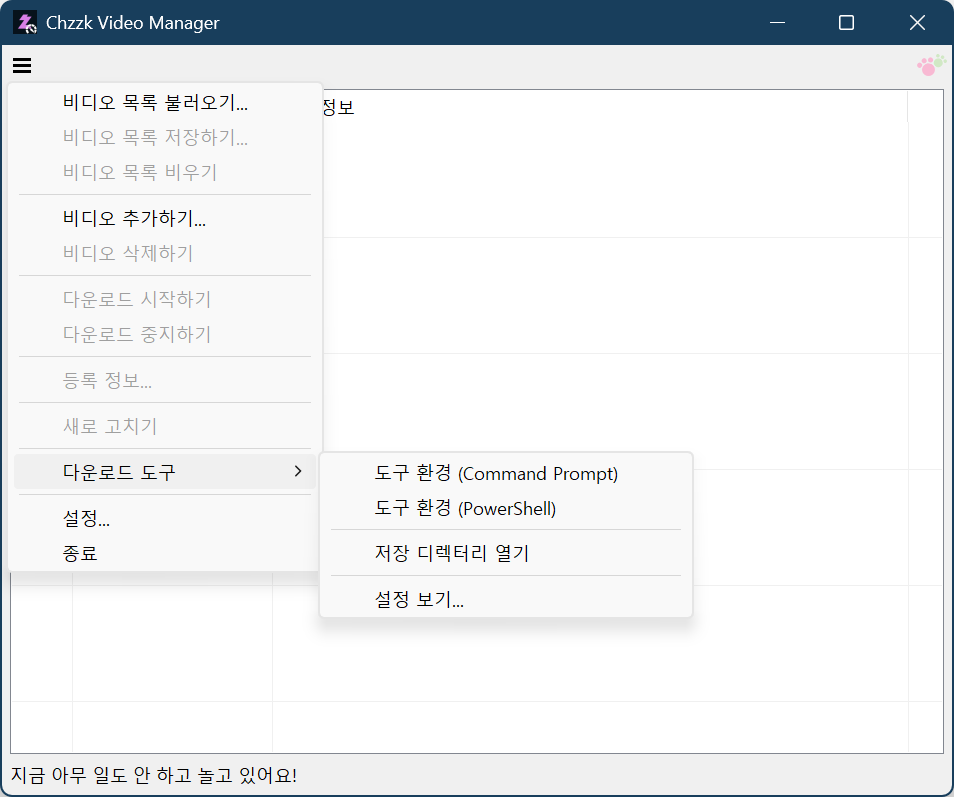 Chzzk Video Manager
정보
비디오 목록 불러오기...
비디오 목록 저장하기...
비디오 목록 비우기
비디오 추가하기...
비디오 삭제하기
다운로드 시작하기
다운로드 중지하기
등록 정보...
새로 고치기
다운로드 도구
설정...
종료
도구 환경 (Command Prompt)
도구 환경 (PowerShell)
저장 디렉터리 열기
설정 보기...
지금 아무 일도 안 하고 놀고 있어요!